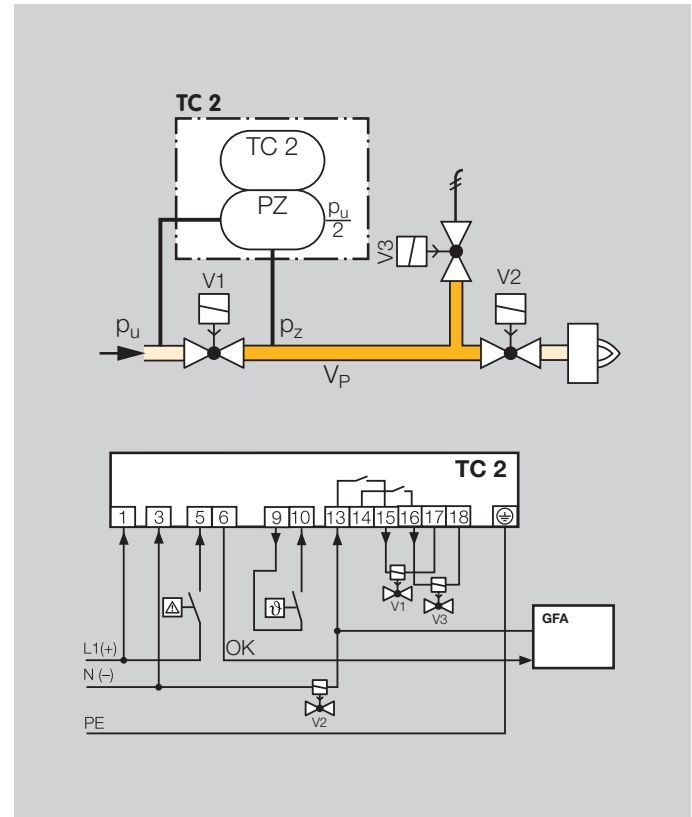 TC 2
TC 2
PZ
pu
2
V3
V1
V2
pu
pz
VP
TC 2
1 3 5 6 9 10 13 14 15 16 17 18
V1
V3
ϑ
GFA
L1(+)
OK
N (–)
V2
PE